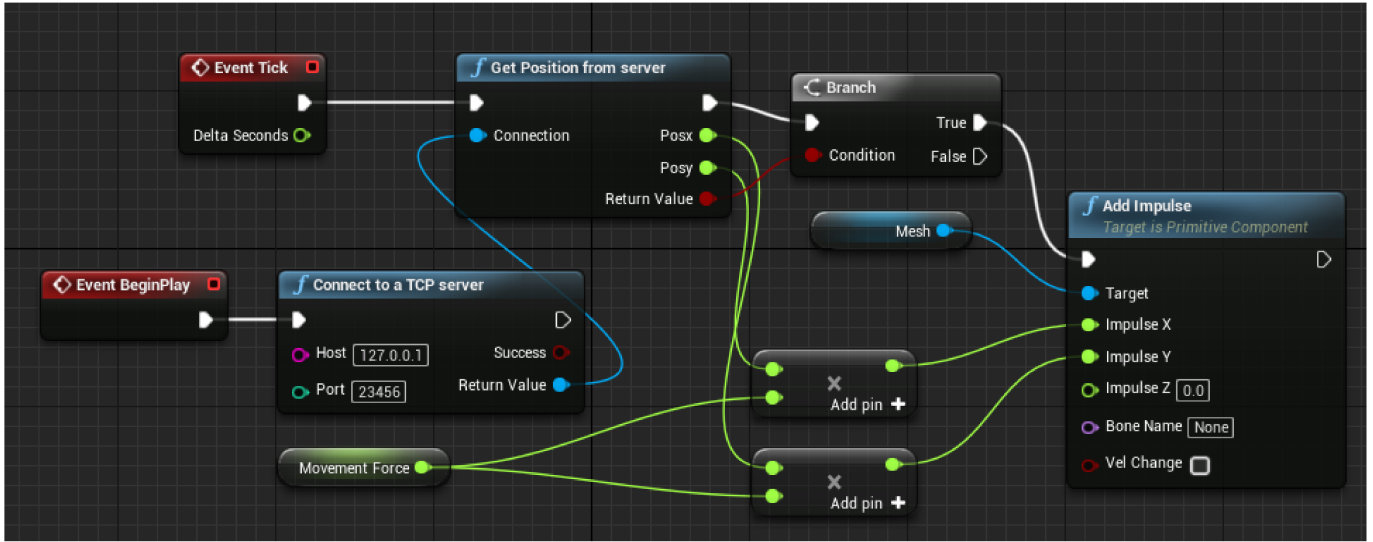 Event Tick
Delta Seconds
Get Position from server
Connection
Posx
Posy
Return Value
Branch
True
Condition
False
Mesh
Add Impulse
Target is Primitive Component
Target
Impulse X
Impulse Y
Impulse Z 0.0
Bone Name None
Vel Change
Event BeginPlay
Connect to a TCP server
Host 127.0.0.1
Success
Port 23456
Return Value
Movement Force
×
Add pin +
×
Add pin +